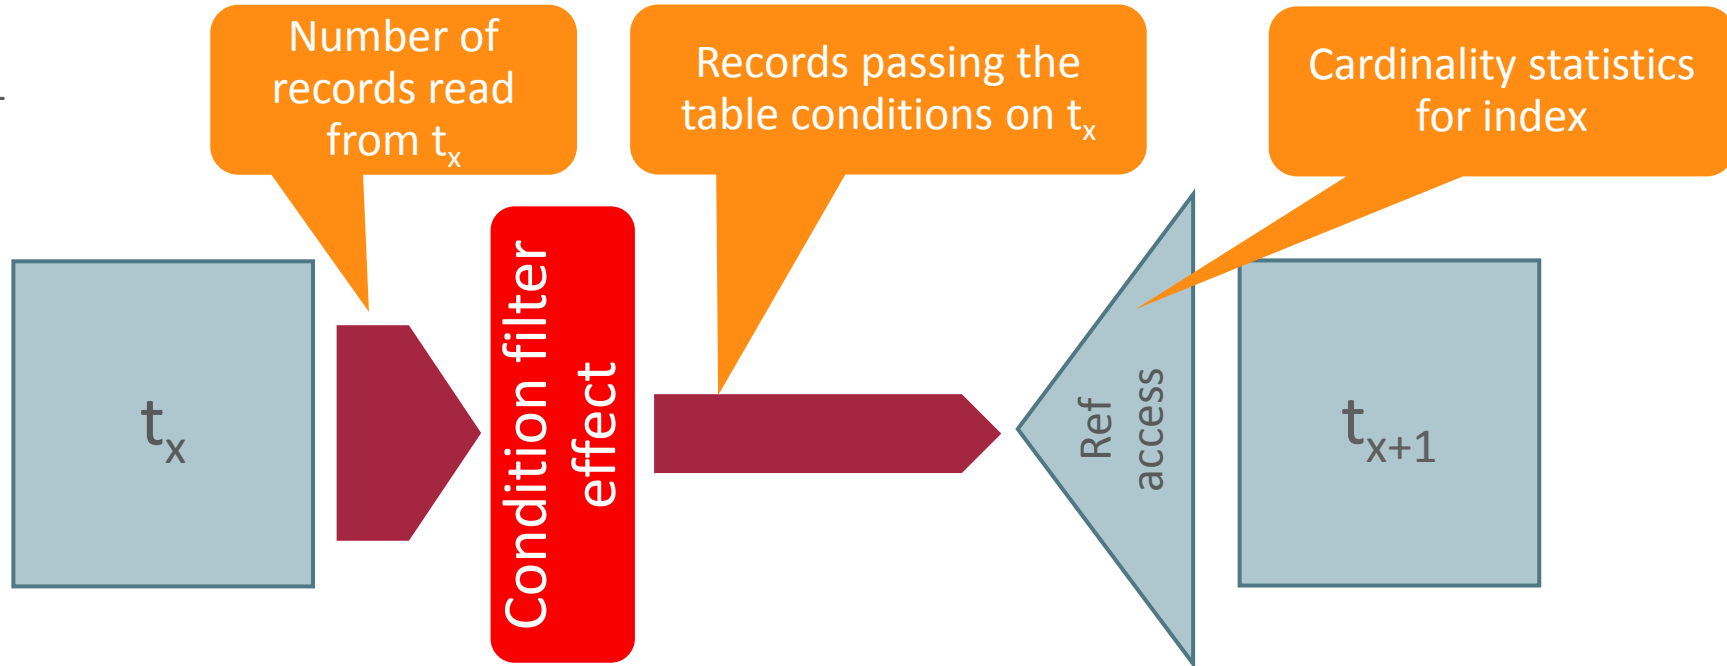 Number of
records read
from tx
Records passing the
table conditions on tx
Cardinality statistics
for index
tx
Condition filter
effect
Ref
access
tx+1